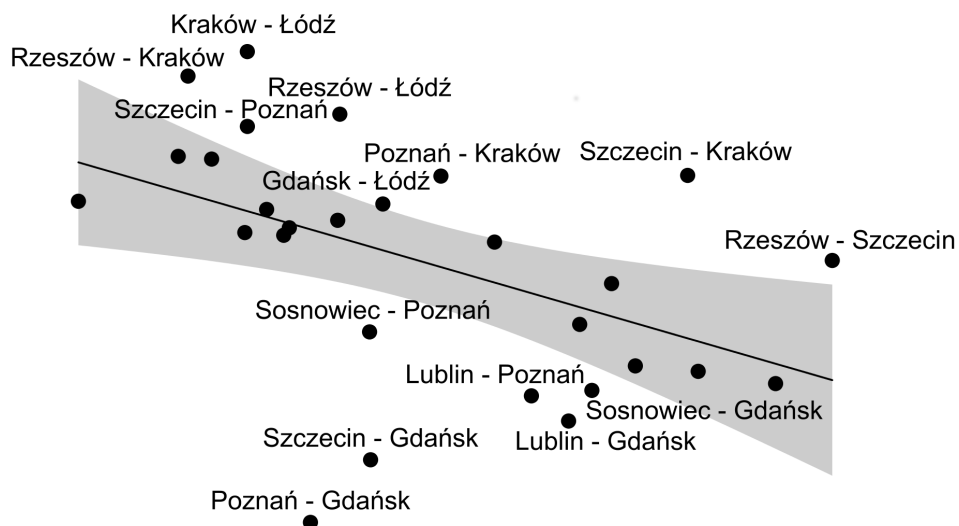 Kraków - Łódź
Rzeszów - Kraków
Rzeszów - Łódź
Szczecin - Poznań
Poznań - Kraków
Szczecin - Kraków
Gdańsk - Łódź
Rzeszów - Szczecin
Sosnowiec - Poznań
Lublin - Poznań
Sosnowiec - Gdańsk
Szczecin - Gdańsk
Lublin - Gdańsk
Poznań - Gdańsk